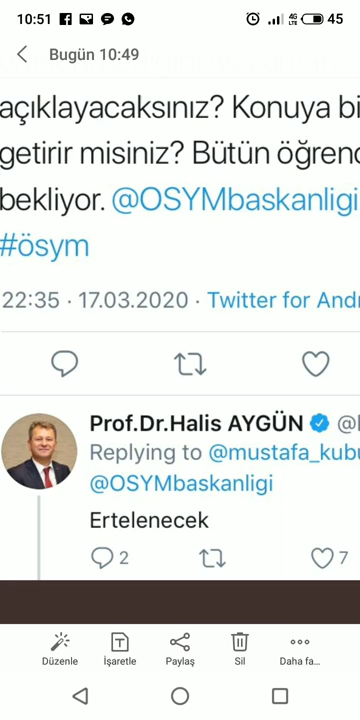 10:51 4G LTE 45
Bugün 10:49
açıklayacaksınız? Konuya bi
getirir misiniz? Bütün öğrenc
bekliyor. @OSYMbaskanligi
#ösym
22:35 · 17.03.2020 · Twitter for Andr
Prof.Dr.Halis AYGÜN @
Replying to @mustafa_kubu
@OSYMbaskanligi
Ertelenecek
2 7
Düzenle İşaretle Paylaş Sil Daha fa...